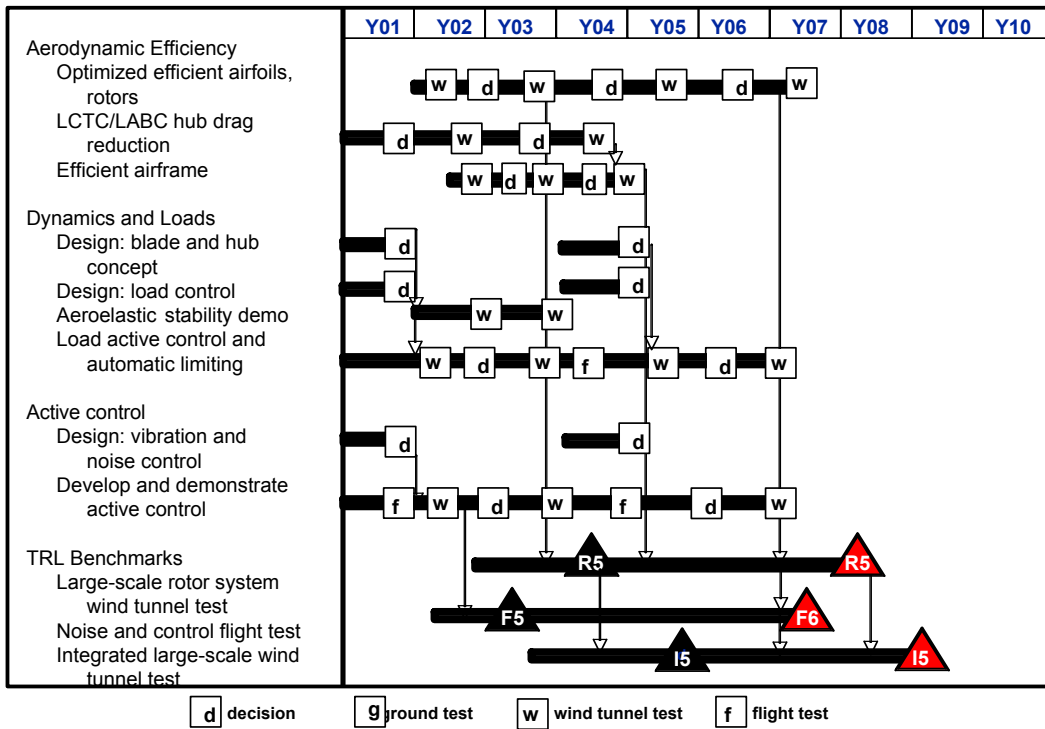 Y01 Y02 Y03 Y04 Y05 Y06 Y07 Y08 Y09 Y10
Aerodynamic Efficiency
Optimized efficient airfoils,
rotors
w d w d w d w
LCTC/LABC hub drag
reduction
d w d w
Efficient airframe
w d w d w
Dynamics and Loads
Design: blade and hub
concept
d d
Design: load control
d d
Aeroelastic stability demo
w w
Load active control and
automatic limiting
w d w f w d w
Active control
Design: vibration and
noise control
d d
Develop and demonstrate
active control
f w d w f d w
TRL Benchmarks
Large-scale rotor system
wind tunnel test
R5 R5
Noise and control flight test
F5 F6
Integrated large-scale wind
tunnel test
I5 I5
d decision g ground test w wind tunnel test f flight test